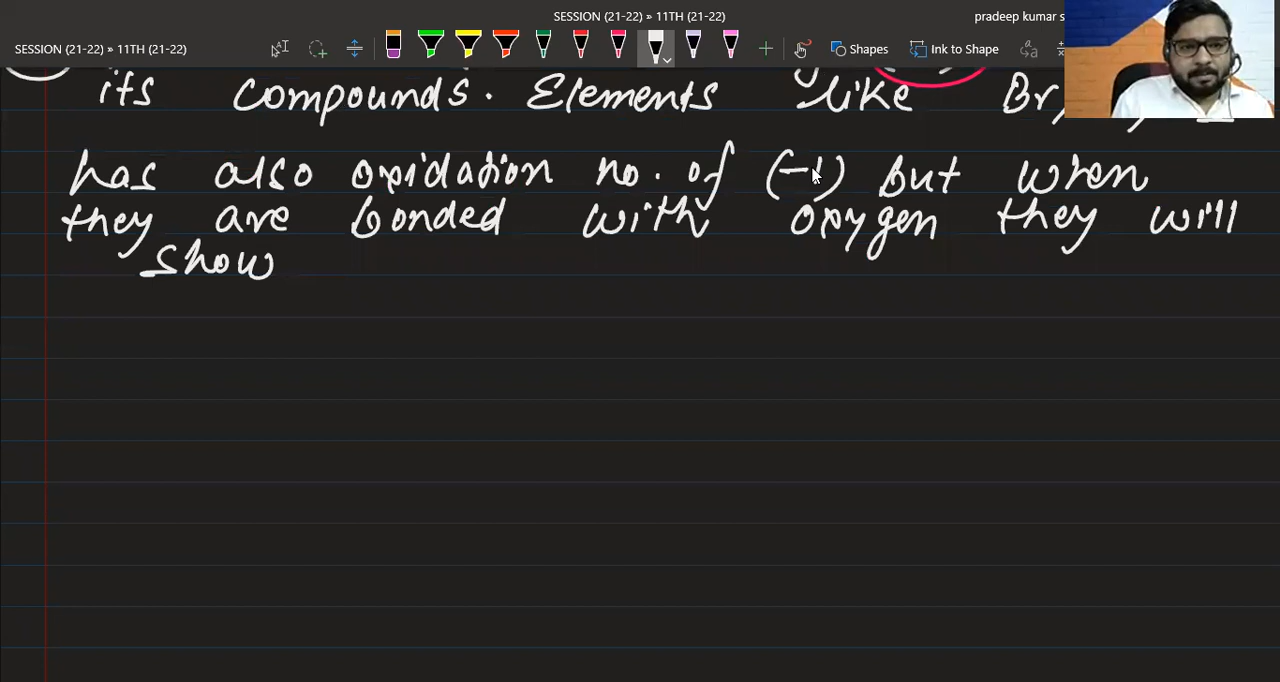 SESSION (21-22) » 11TH (21-22)
pradeep kumar s
SESSION (21-22) » 11TH (21-22)
Shapes
Ink to Shape
its compounds. Elements like Br,
has also oxidation no. of (-1) but when
they are bonded with oxygen they will
show